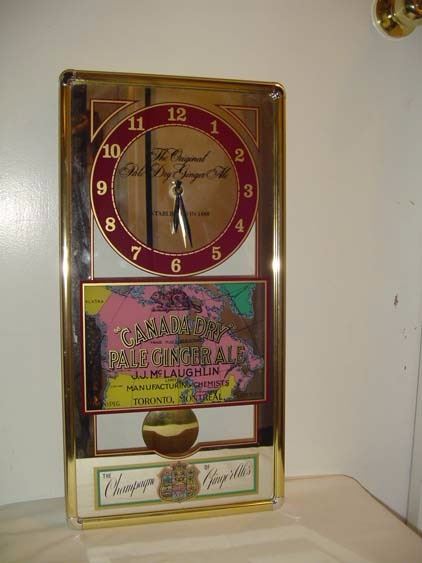 12
11 1
10 2
9 3
8 4
7 5
6
The Original
Pale Dry Ginger Ale
ESTABLISHED IN
ALASKA
"CANADA DRY"
PALE GINGER ALE
J.J. McLAUGHLIN
MANUFACTURING CHEMISTS
TORONTO, MONTREAL,
THE Champagne OF Ginger Ales